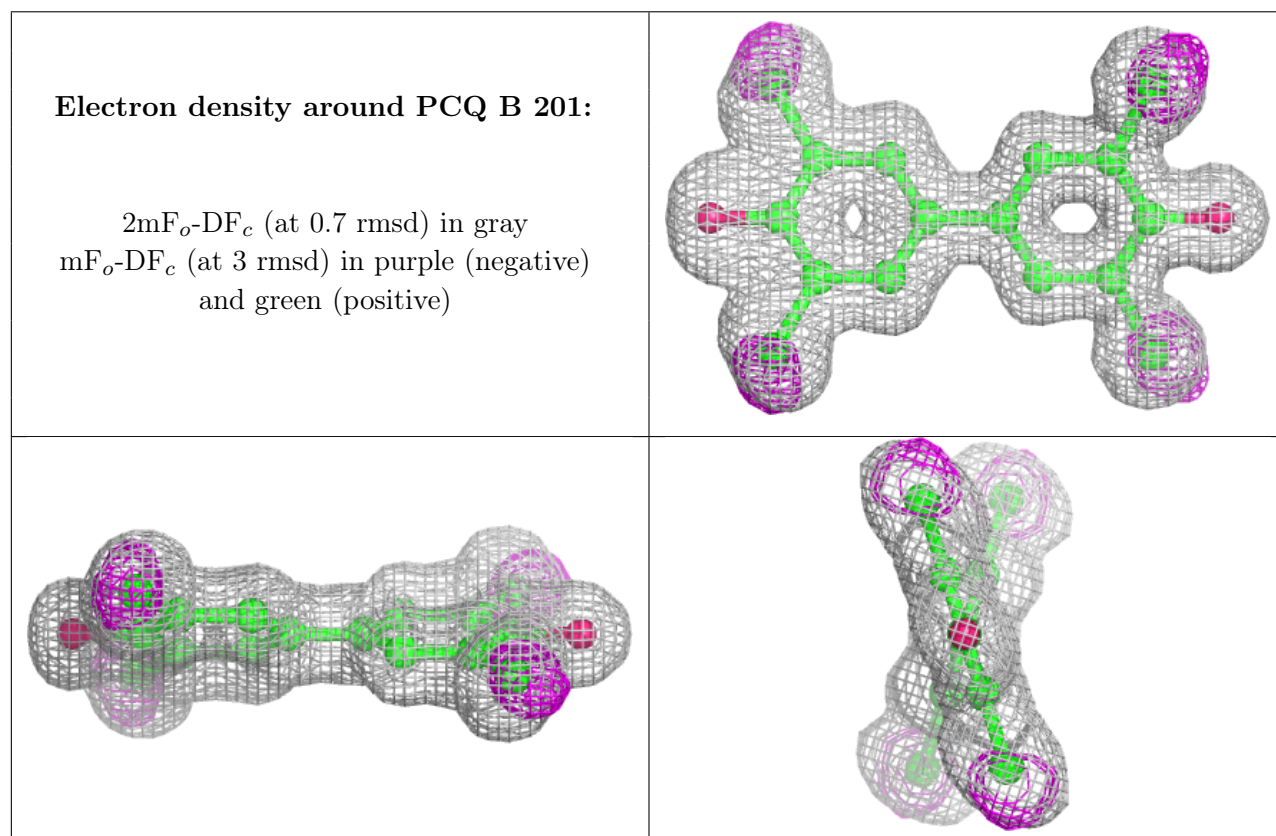 Electron density around PCQ B 201:
2mFo-DFc (at 0.7 rmsd) in gray
mFo-DFc (at 3 rmsd) in purple (negative)
and green (positive)